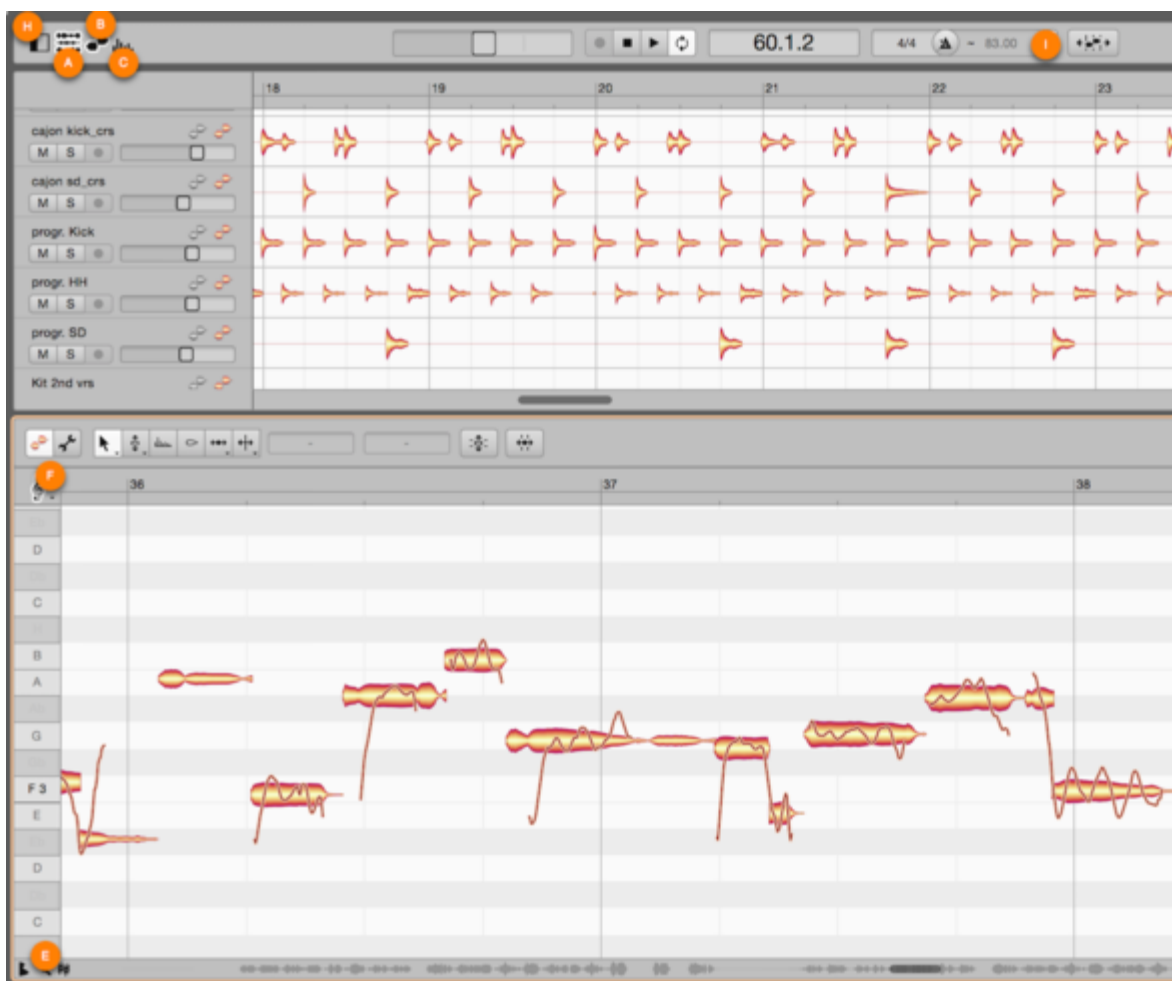 H B
A C
60.1.2
4/4 ~ 83.00
I
18 19 20 21 22 23
cajon kick_crs
M S
cajon sd_crs
M S
progr. Kick
M S
progr. HH
M S
progr. SD
M S
Kit 2nd vrs
- -
F
36 37 38
D
C
B
A
G
F 3
E
D
C
E